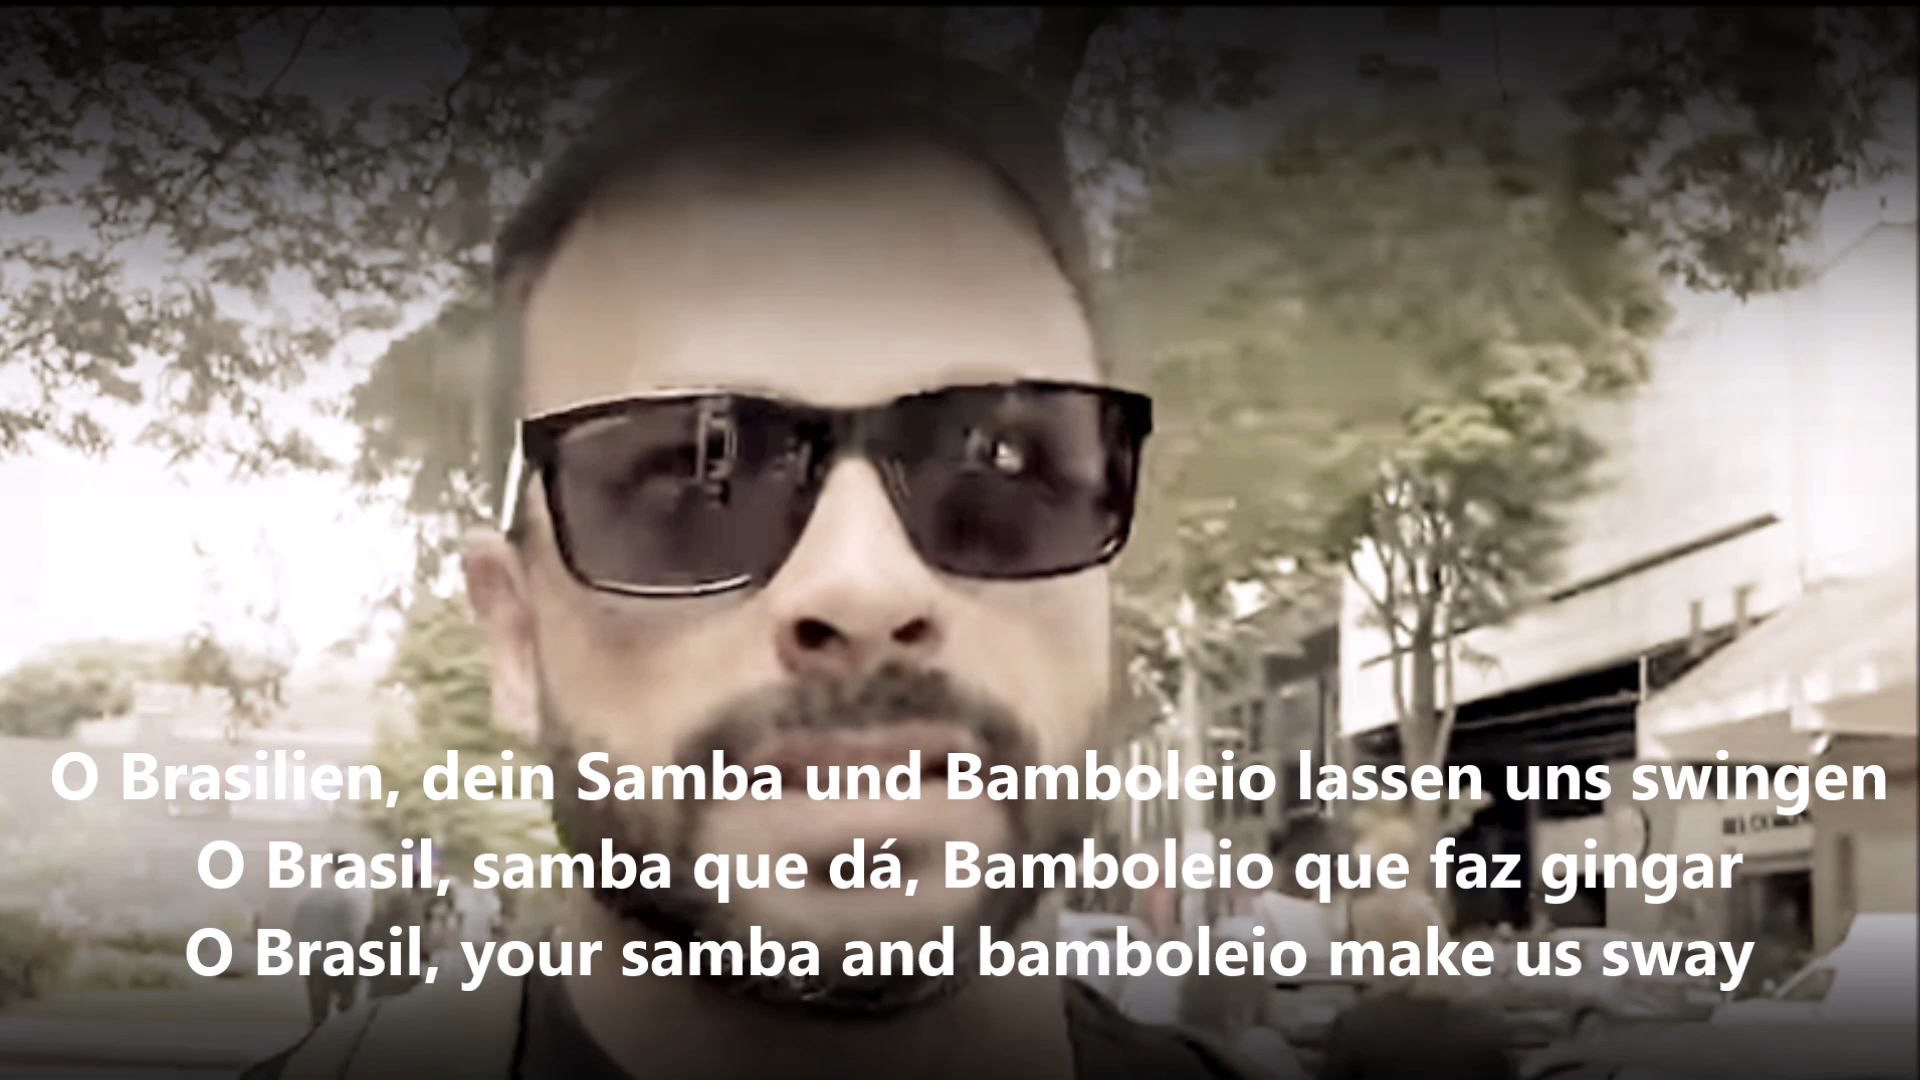 O Brasilien, dein Samba und Bamboleio lassen uns swingen
O Brasil, samba que dá, Bamboleio que faz gingar
O Brasil, your samba and bamboleio make us sway